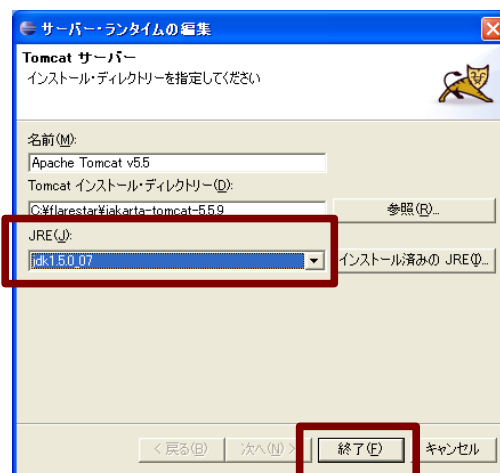 サーバー・ランタイムの編集
Tomcat サーバー
インストール・ディレクトリーを指定してください
名前(M):
Apache Tomcat v5.5
Tomcat インストール・ディレクトリー(D):
C:¥flarestar¥jakarta-tomcat-5.5.9
参照(R)...
JRE(J):
jdk1.5.0_07
インストール済みの JRE(I)...
< 戻る(B)
次へ(N) >
終了(F)
キャンセル